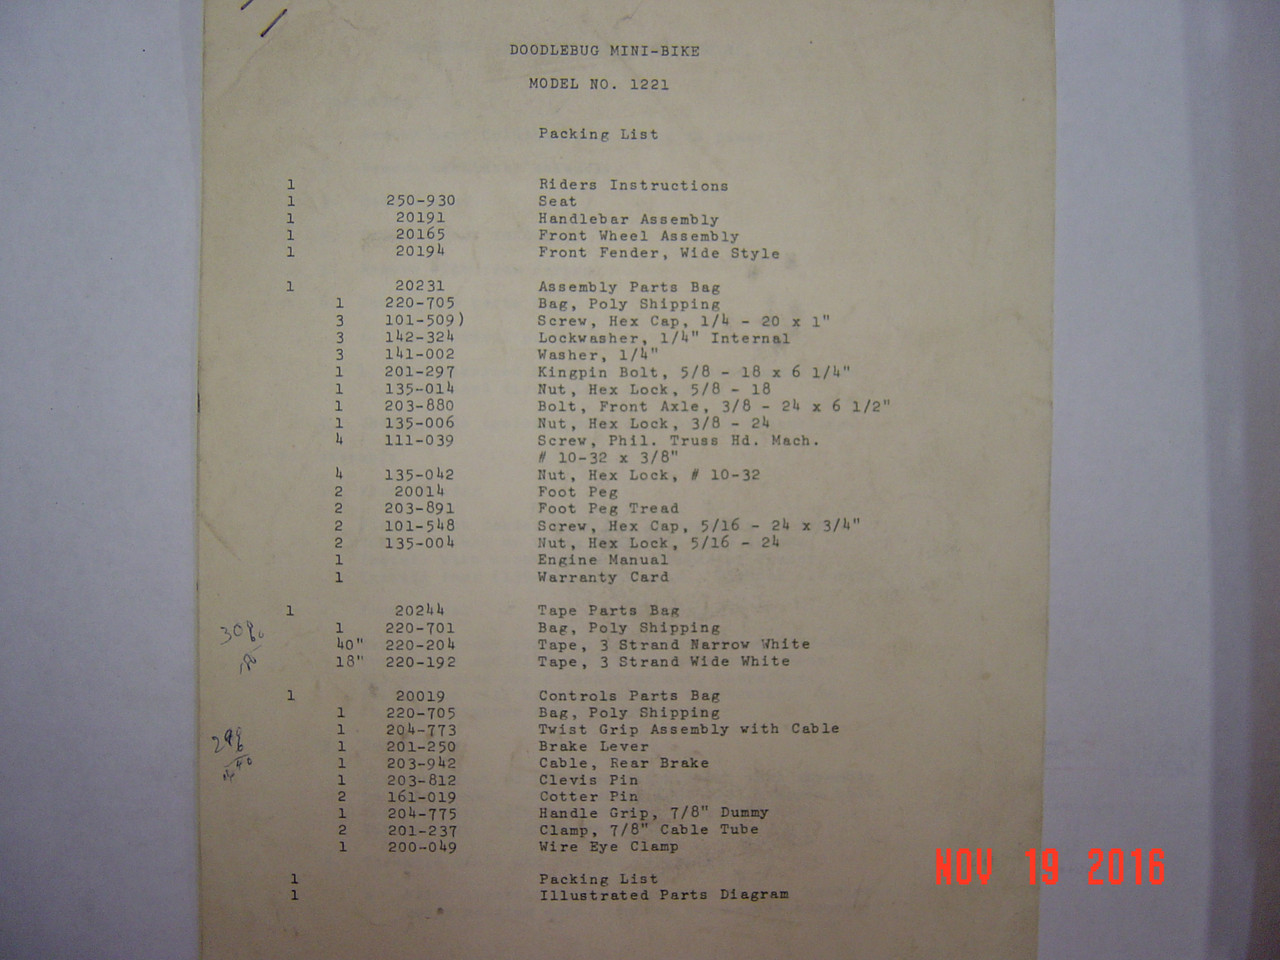 DOODLEBUG MINI-BIKE
MODEL NO. 1221
Packing List
1 Riders Instructions
1 250-930 Seat
1 20191 Handlebar Assembly
1 20165 Front Wheel Assembly
1 20194 Front Fender, Wide Style
1 20231 Assembly Parts Bag
1 220-705 Bag, Poly Shipping
3 101-509) Screw, Hex Cap, 1/4 - 20 x 1"
3 142-324 Lockwasher, 1/4" Internal
3 141-002 Washer, 1/4"
1 201-297 Kingpin Bolt, 5/8 - 18 x 6 1/4"
1 135-014 Nut, Hex Lock, 5/8 - 18
1 203-880 Bolt, Front Axle, 3/8 - 24 x 6 1/2"
1 135-006 Nut, Hex Lock, 3/8 - 24
4 111-039 Screw, Phil. Truss Hd. Mach.
# 10-32 x 3/8"
4 135-042 Nut, Hex Lock, # 10-32
2 20014 Foot Peg
2 203-891 Foot Peg Tread
2 101-548 Screw, Hex Cap, 5/16 - 24 x 3/4"
2 135-004 Nut, Hex Lock, 5/16 - 24
1 Engine Manual
1 Warranty Card
1 20244 Tape Parts Bag
1 220-701 Bag, Poly Shipping
40" 220-204 Tape, 3 Strand Narrow White
18" 220-192 Tape, 3 Strand Wide White
1 20019 Controls Parts Bag
1 220-705 Bag, Poly Shipping
1 204-773 Twist Grip Assembly with Cable
1 201-250 Brake Lever
1 203-942 Cable, Rear Brake
1 203-812 Clevis Pin
2 161-019 Cotter Pin
1 204-775 Handle Grip, 7/8" Dummy
2 201-237 Clamp, 7/8" Cable Tube
1 200-049 Wire Eye Clamp
1 Packing List
1 Illustrated Parts Diagram
NOV 19 2016